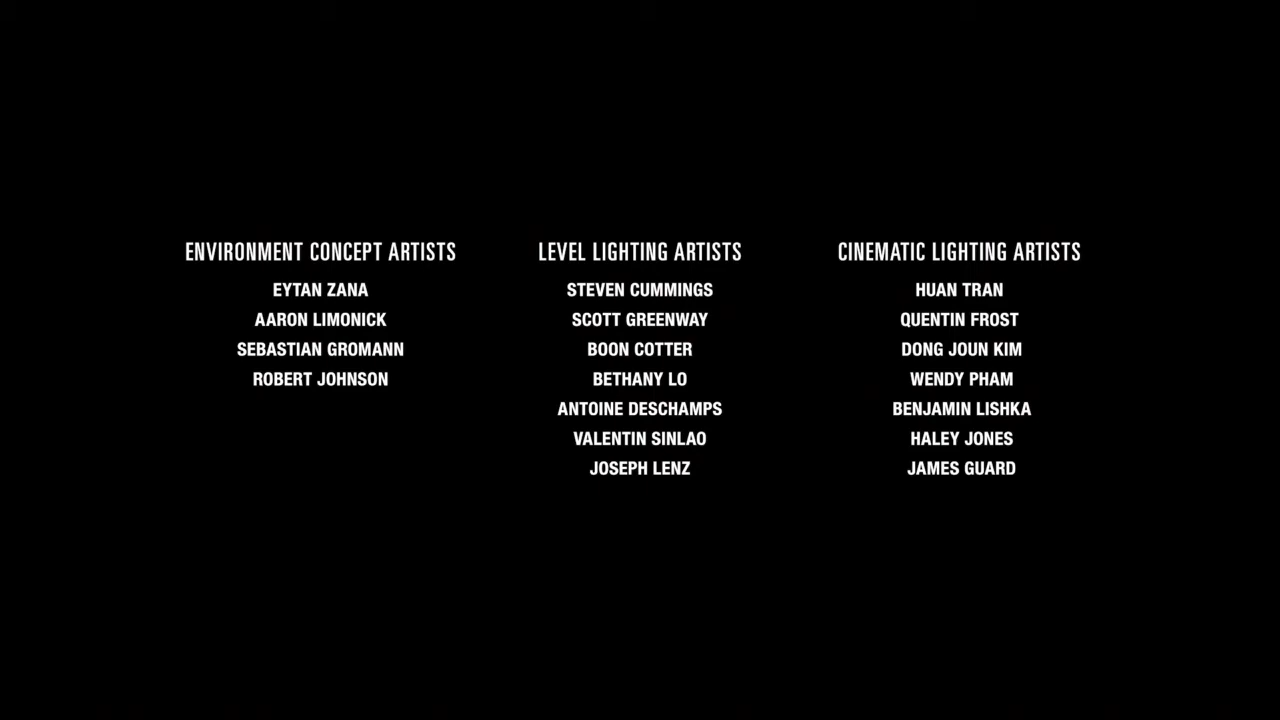 ENVIRONMENT CONCEPT ARTISTS
EYTAN ZANA
AARON LIMONICK
SEBASTIAN GROMANN
ROBERT JOHNSON
LEVEL LIGHTING ARTISTS
STEVEN CUMMINGS
SCOTT GREENWAY
BOON COTTER
BETHANY LO
ANTOINE DESCHAMPS
VALENTIN SINLAO
JOSEPH LENZ
CINEMATIC LIGHTING ARTISTS
HUAN TRAN
QUENTIN FROST
DONG JOUN KIM
WENDY PHAM
BENJAMIN LISHKA
HALEY JONES
JAMES GUARD